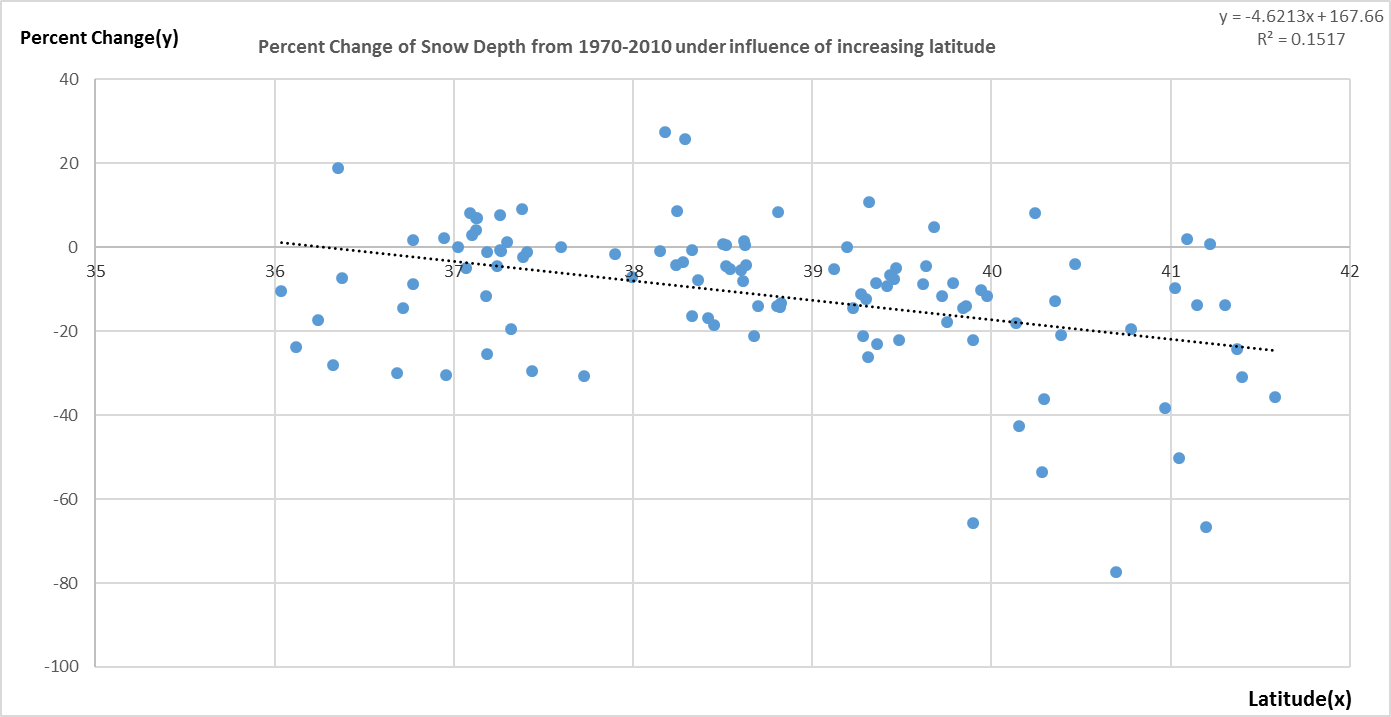 y = -4.6213x + 167.66
R² = 0.1517
Percent Change(y)
Percent Change of Snow Depth from 1970-2010 under influence of increasing latitude
40
20
0
35 36 37 38 39 40 41 42
-20
-40
-60
-80
-100
Latitude(x)